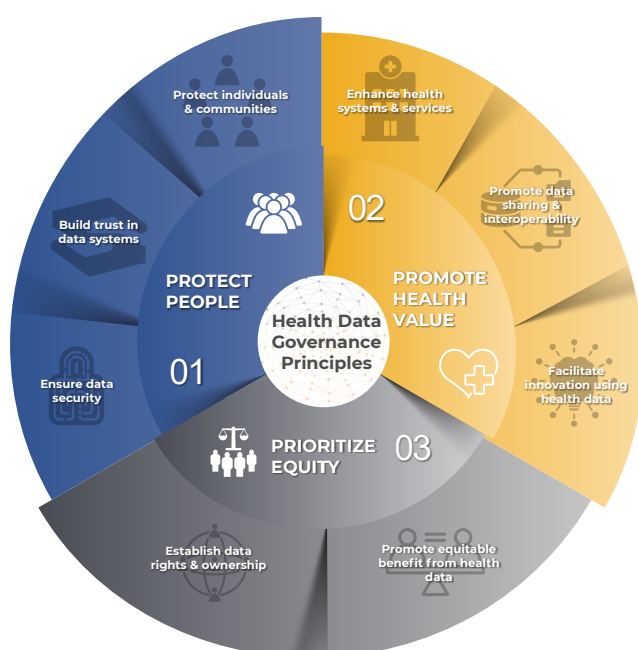 Health Data
Governance
Principles
01
PROTECT
PEOPLE
Protect individuals
& communities
Build trust in
data systems
Ensure data
security
02
PROMOTE
HEALTH
VALUE
Enhance health
systems & services
Promote data
sharing &
interoperability
Facilitate
innovation using
health data
03
PRIORITIZE
EQUITY
Establish data
rights & ownership
Promote equitable
benefit from health
data